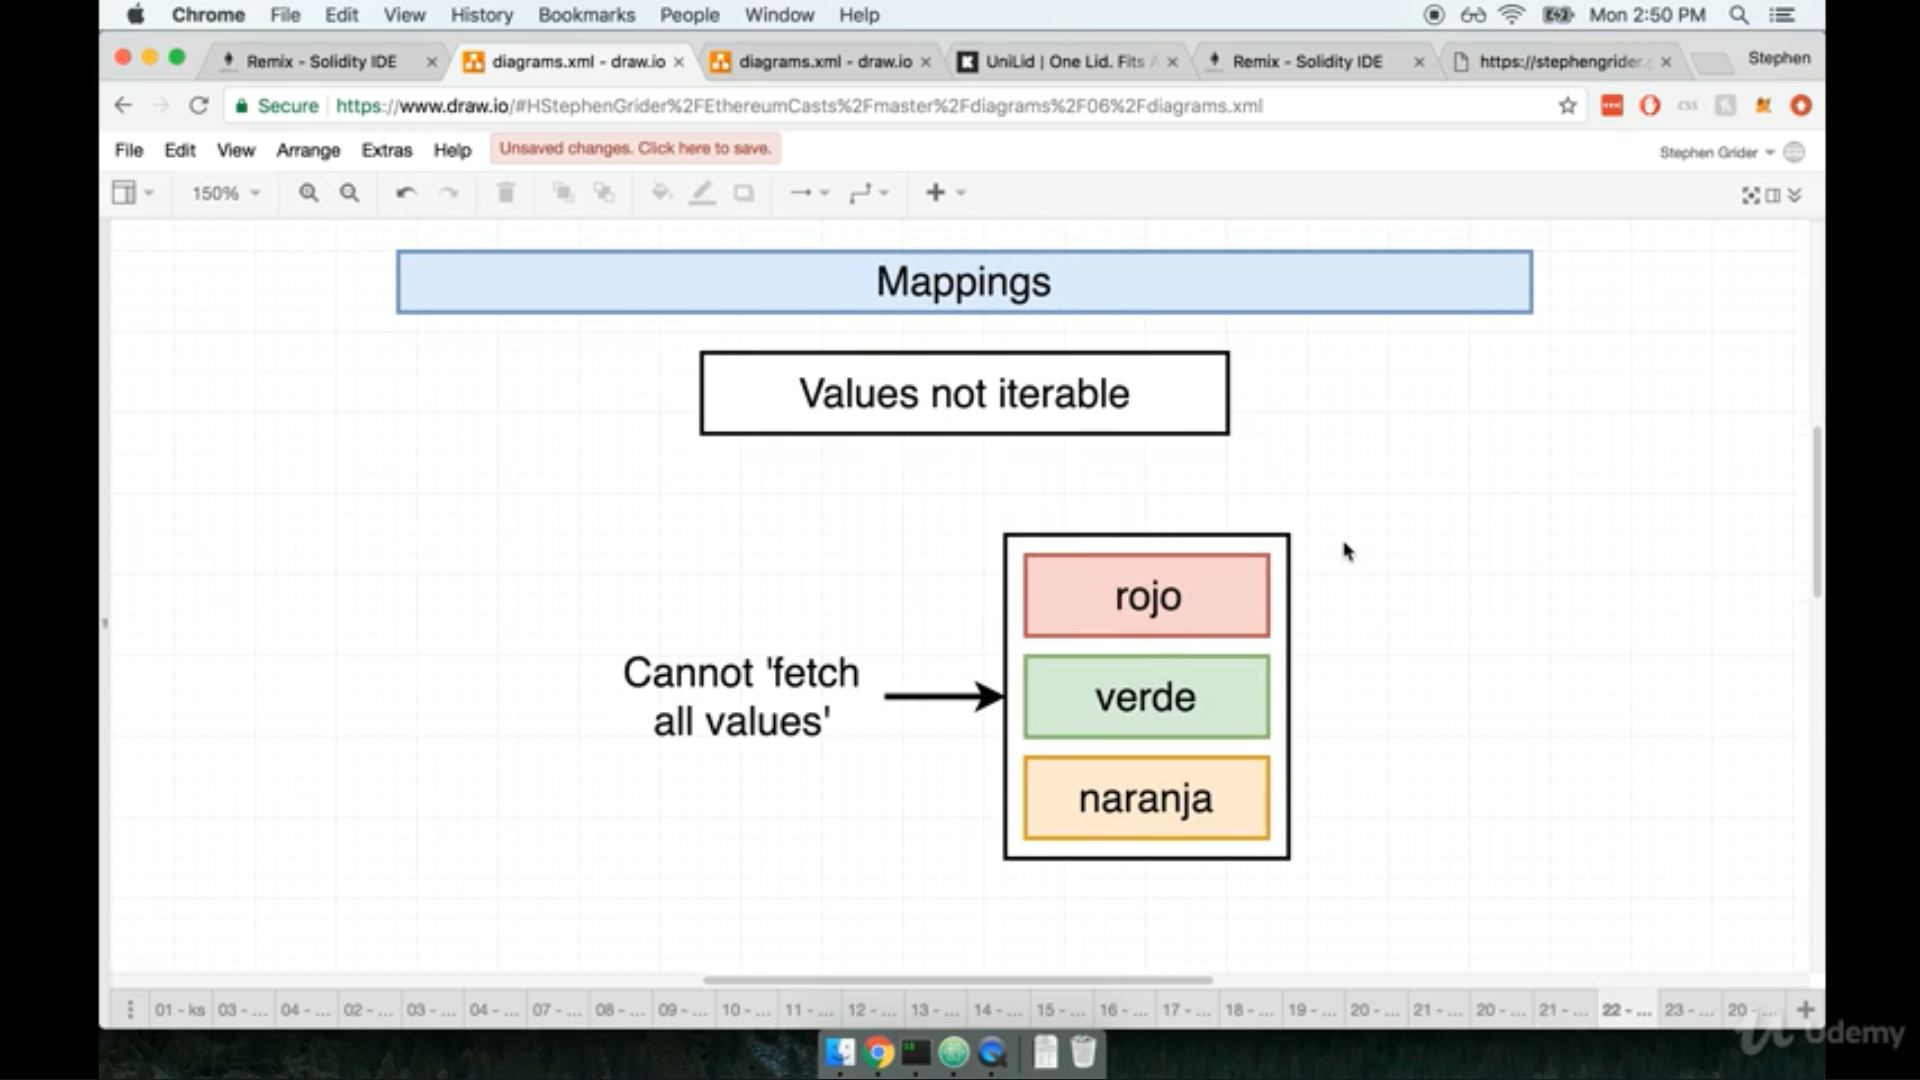 Chrome File Edit View History Bookmarks People Window Help Mon 2:50 PM
Remix - Solidity IDE diagrams.xml - draw.io diagrams.xml - draw.io UniLid | One Lid. Fits Remix - Solidity IDE https://stephengrider. Stephen
Secure https://www.draw.io/#HStephenGrider%2FEthereumCasts%2Fmaster%2Fdiagrams%2F06%2Fdiagrams.xml
File Edit View Arrange Extras Help Unsaved changes. Click here to save. Stephen Grider
150%
Mappings
Values not iterable
rojo
Cannot 'fetch
all values'
verde
naranja
01 - ks 03 - ... 04 - ... 02 - ... 03 - ... 04 - ... 07 - ... 08 - ... 09 - ... 10 - ... 11 - ... 12 - ... 13 - ... 14 - ... 15 - ... 16 - ... 17 - ... 18 - ... 19 - ... 20 - ... 21 - ... 20 - ... 21 - ... 22 - ... 23 - ... 20 - ...
Udemy